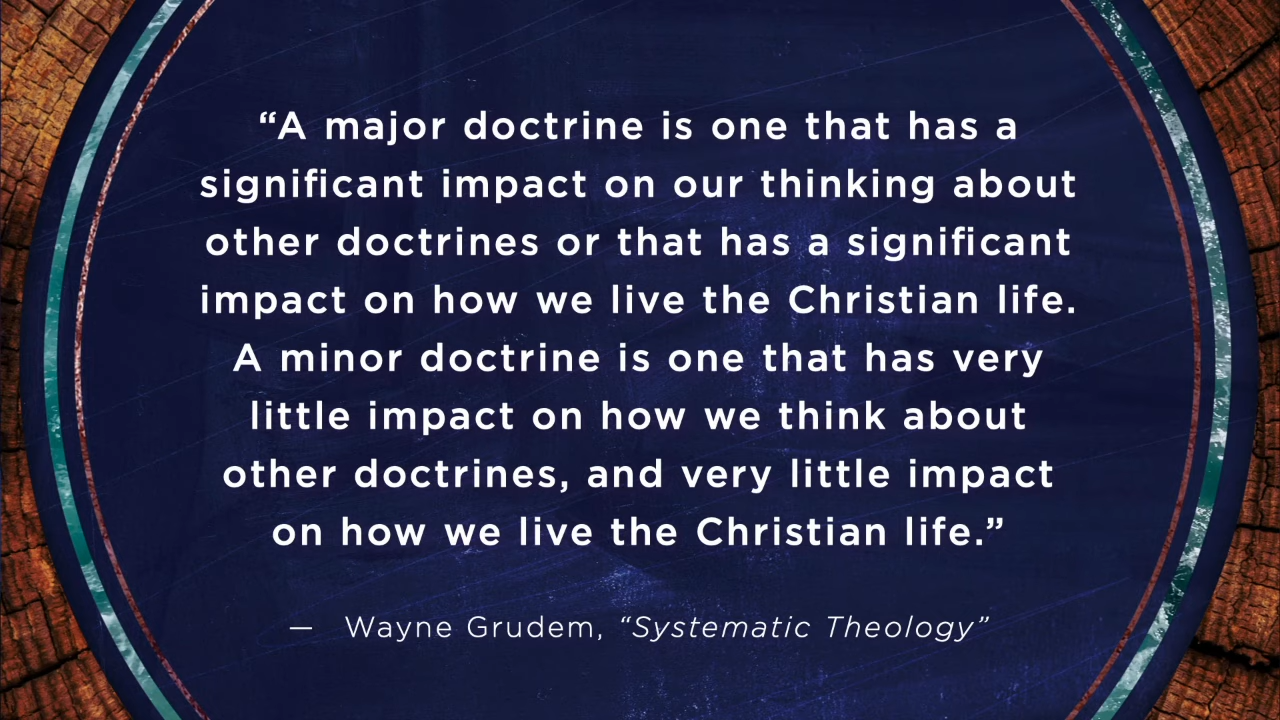 “A major doctrine is one that has a
significant impact on our thinking about
other doctrines or that has a significant
impact on how we live the Christian life.
A minor doctrine is one that has very
little impact on how we think about
other doctrines, and very little impact
on how we live the Christian life.”
— Wayne Grudem, “Systematic Theology”